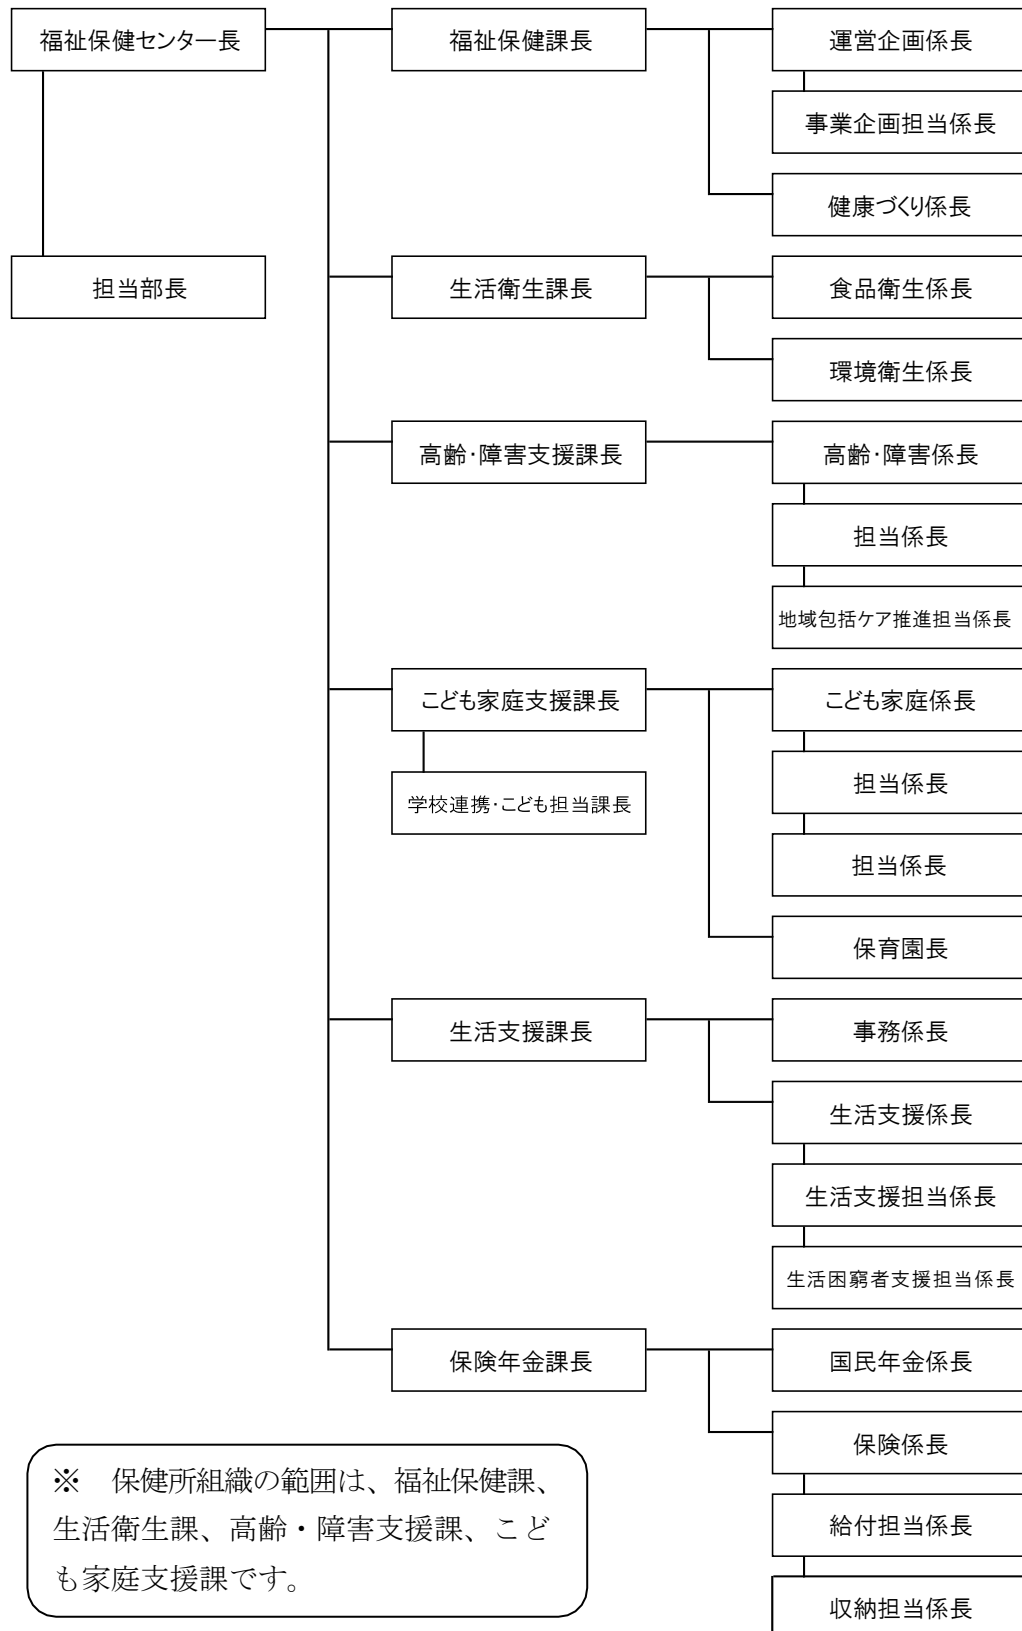 福祉保健センター長
福祉保健課長
運営企画係長
事業企画担当係長
健康づくり係長
担当部長
生活衛生課長
食品衛生係長
環境衛生係長
高齢・障害支援課長
高齢・障害係長
担当係長
地域包括ケア推進担当係長
こども家庭支援課長
こども家庭係長
学校連携・こども担当課長
担当係長
担当係長
保育園長
生活支援課長
事務係長
生活支援係長
生活支援担当係長
生活困窮者支援担当係長
保険年金課長
国民年金係長
保険係長
給付担当係長
収納担当係長
※　保健所組織の範囲は、福祉保健課、
生活衛生課、高齢・障害支援課、こど
も家庭支援課です。